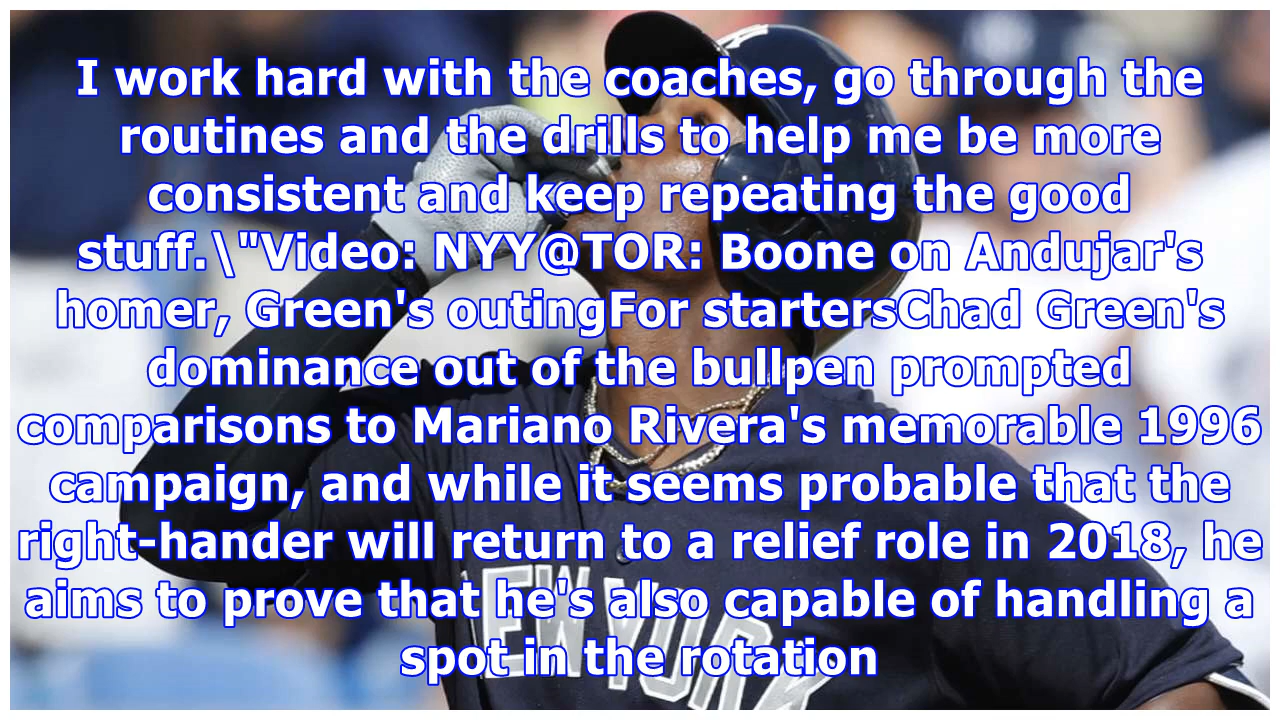 I work hard with the coaches, go through the
routines and the drills to help me be more
consistent and keep repeating the good
stuff.\"Video: NYY@TOR: Boone on Andujar's
homer, Green's outingFor startersChad Green's
dominance out of the bullpen prompted
comparisons to Mariano Rivera's memorable 1996
campaign, and while it seems probable that the
right-hander will return to a relief role in 2018, he
aims to prove that he's also capable of handling a
spot in the rotation
NEW YORK